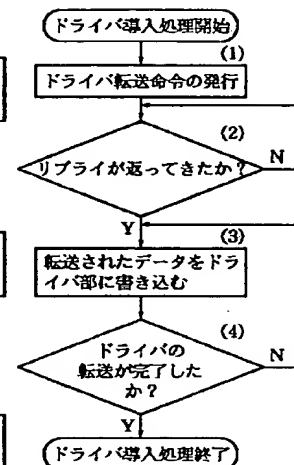 ドライバ導入処理開始
(1)
ドライバ転送命令の発行
(2)
リプライが返ってきたか?
N
Y
(3)
転送されたデータをドラ
イバ部に書き込む
(4)
ドライバの
転送が完了した
か?
N
Y
ドライバ導入処理終了